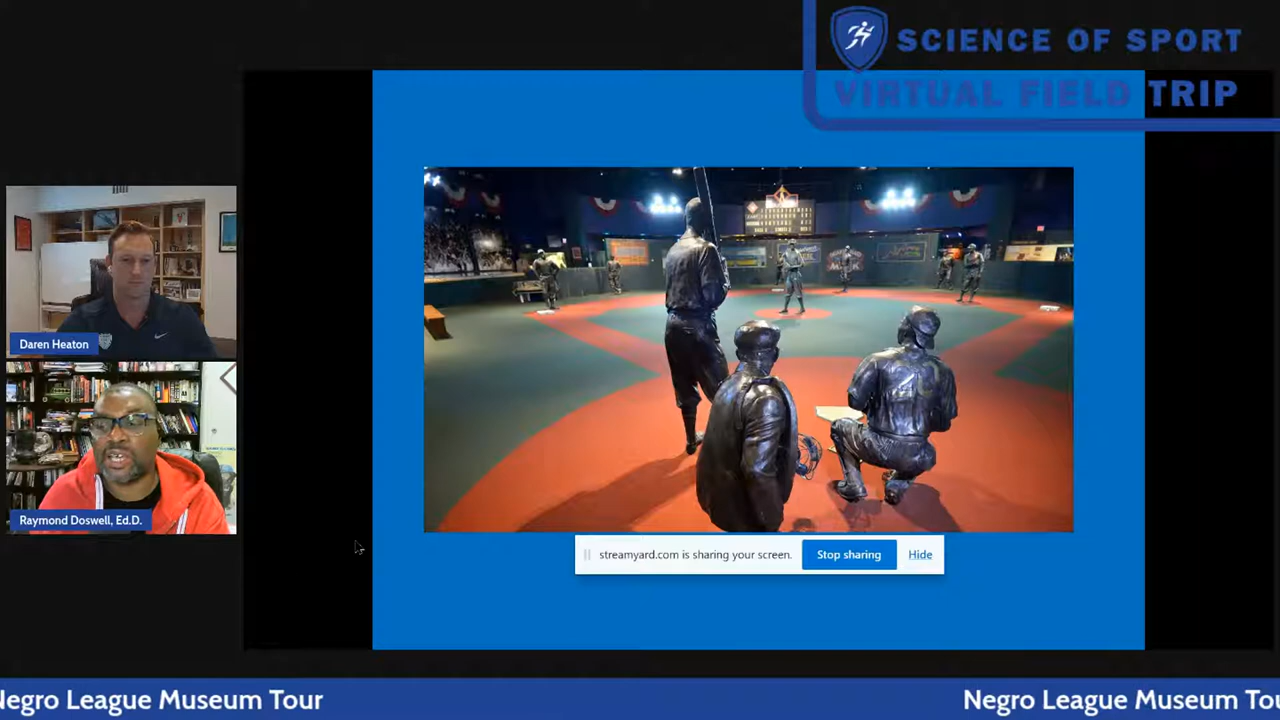 SCIENCE OF SPORT
VIRTUAL FIELD TRIP
Daren Heaton
Raymond Doswell, Ed.D.
streamyard.com is sharing your screen.
Stop sharing
Hide
Negro League Museum Tour
Negro League Museum Tou